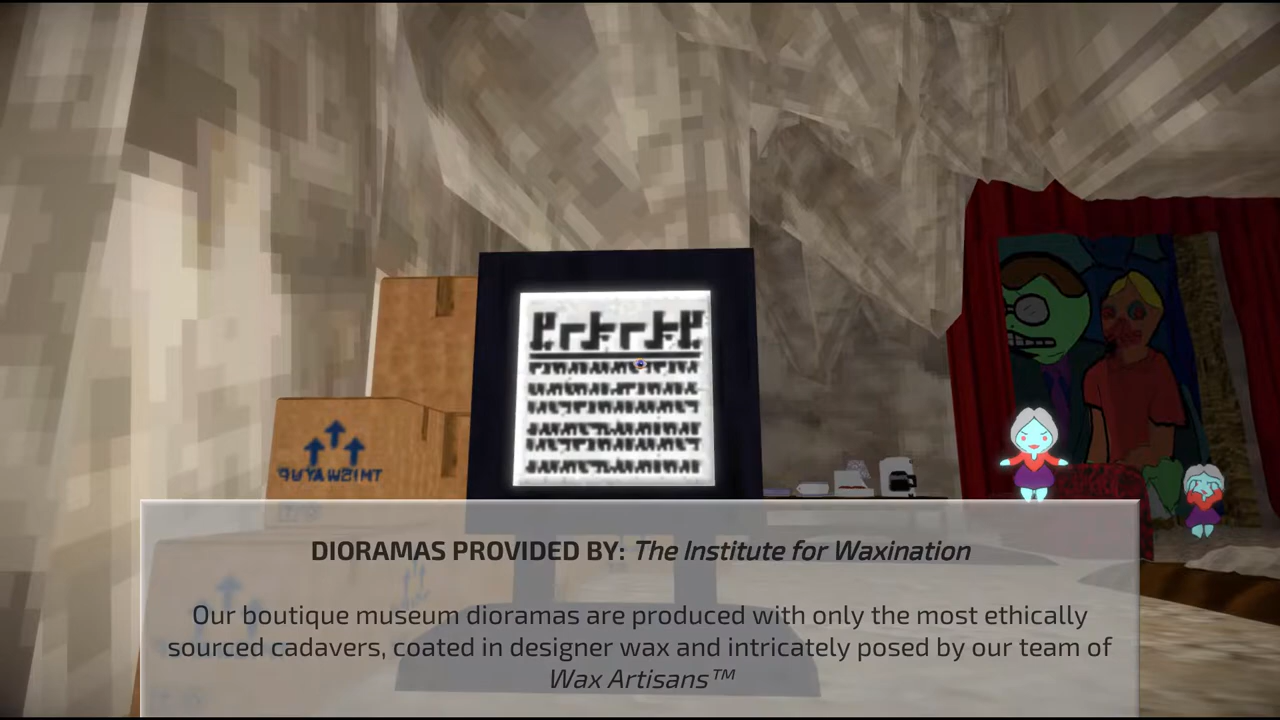 DIORAMAS PROVIDED BY: The Institute for Waxination
Our boutique museum dioramas are produced with only the most ethically
sourced cadavers, coated in designer wax and intricately posed by our team of
Wax Artisans™